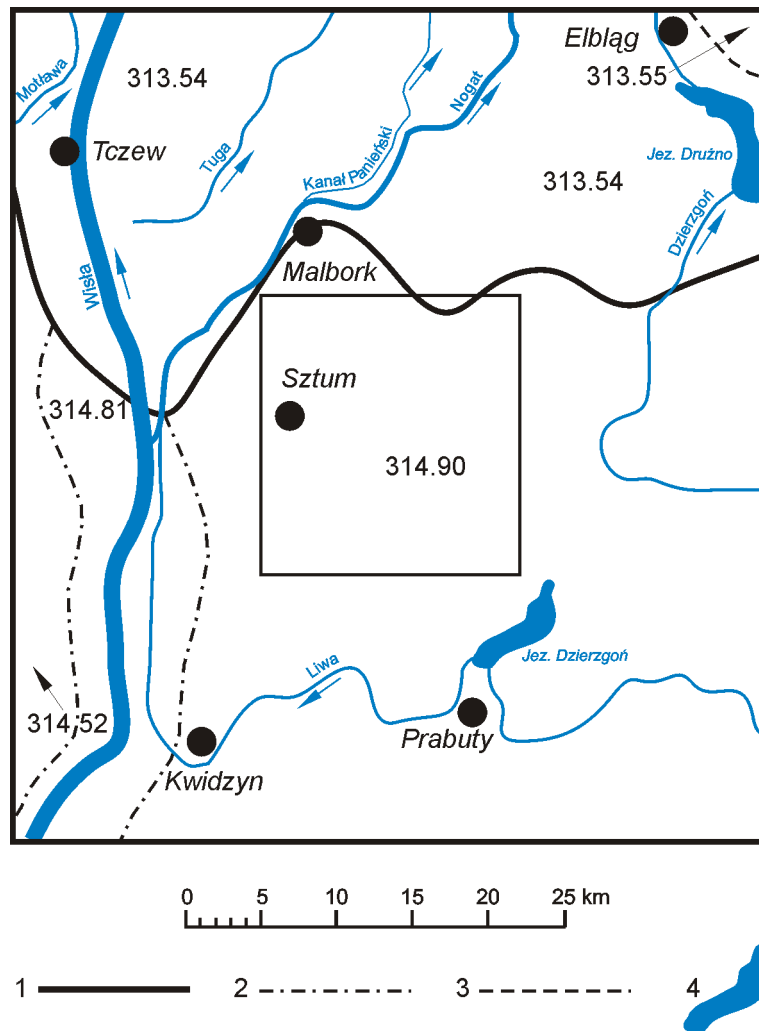 Elbląg
Motława
313.54
313.55
Nogat
Tczew
Tuga
Kanał Panieński
Jez. Drużno
313.54
Dzierzgoń
Malbork
Wisła
Sztum
314.81
314.90
Jez. Dzierzgoń
Liwa
314.52
Prabuty
Kwidzyn
0 5 10 15 20 25 km
1 2 3 4